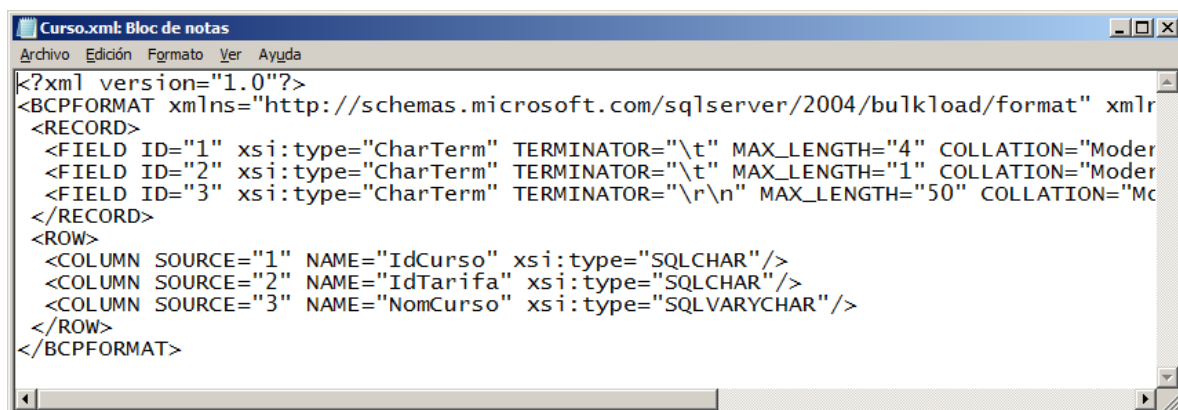 Curso.xml: Bloc de notas
Archivo Edición Formato Ver Ayuda
<?xml version="1.0"?>
<BCPFORMAT xmlns="http://schemas.microsoft.com/sqlserver/2004/bulkload/format" xmlr
<RECORD>
<FIELD ID="1" xsi:type="CharTerm" TERMINATOR="\t" MAX_LENGTH="4" COLLATION="Moder
<FIELD ID="2" xsi:type="CharTerm" TERMINATOR="\t" MAX_LENGTH="1" COLLATION="Moder
<FIELD ID="3" xsi:type="CharTerm" TERMINATOR="\r\n" MAX_LENGTH="50" COLLATION="Mo
</RECORD>
<ROW>
<COLUMN SOURCE="1" NAME="IdCurso" xsi:type="SQLCHAR"/>
<COLUMN SOURCE="2" NAME="IdTarifa" xsi:type="SQLCHAR"/>
<COLUMN SOURCE="3" NAME="NomCurso" xsi:type="SQLVARYCHAR"/>
</ROW>
</BCPFORMAT>